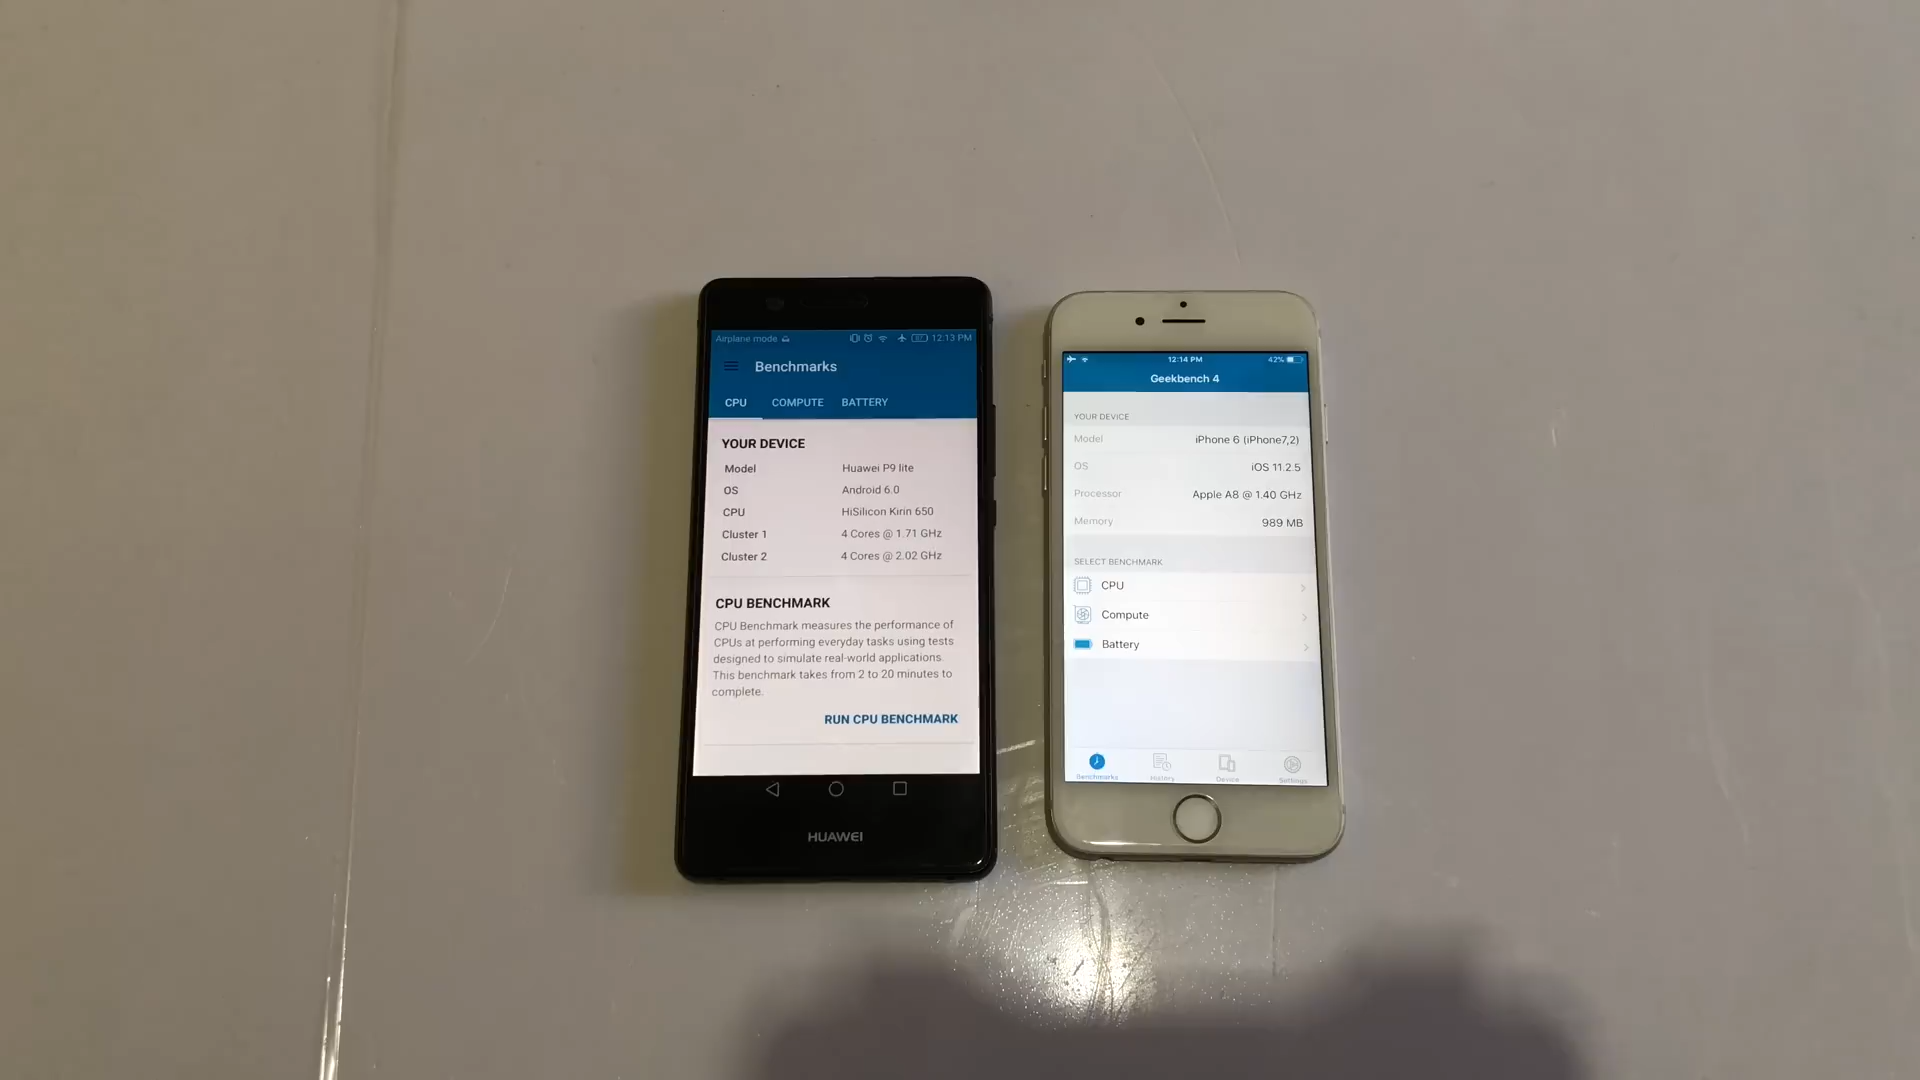 Airplane mode 87 12:13 PM
Benchmarks
CPU COMPUTE BATTERY
YOUR DEVICE
Model Huawei P9 lite
OS Android 6.0
CPU HiSilicon Kirin 650
Cluster 1 4 Cores @ 1.71 GHz
Cluster 2 4 Cores @ 2.02 GHz
CPU BENCHMARK
CPU Benchmark measures the performance of
CPUs at performing everyday tasks using tests
designed to simulate real-world applications.
This benchmark takes from 2 to 20 minutes to
complete.
RUN CPU BENCHMARK
HUAWEI
12:14 PM 42%
Geekbench 4
YOUR DEVICE
Model iPhone 6 (iPhone7,2)
OS iOS 11.2.5
Processor Apple A8 @ 1.40 GHz
Memory 989 MB
SELECT BENCHMARK
CPU
Compute
Battery
Benchmarks History Device Settings